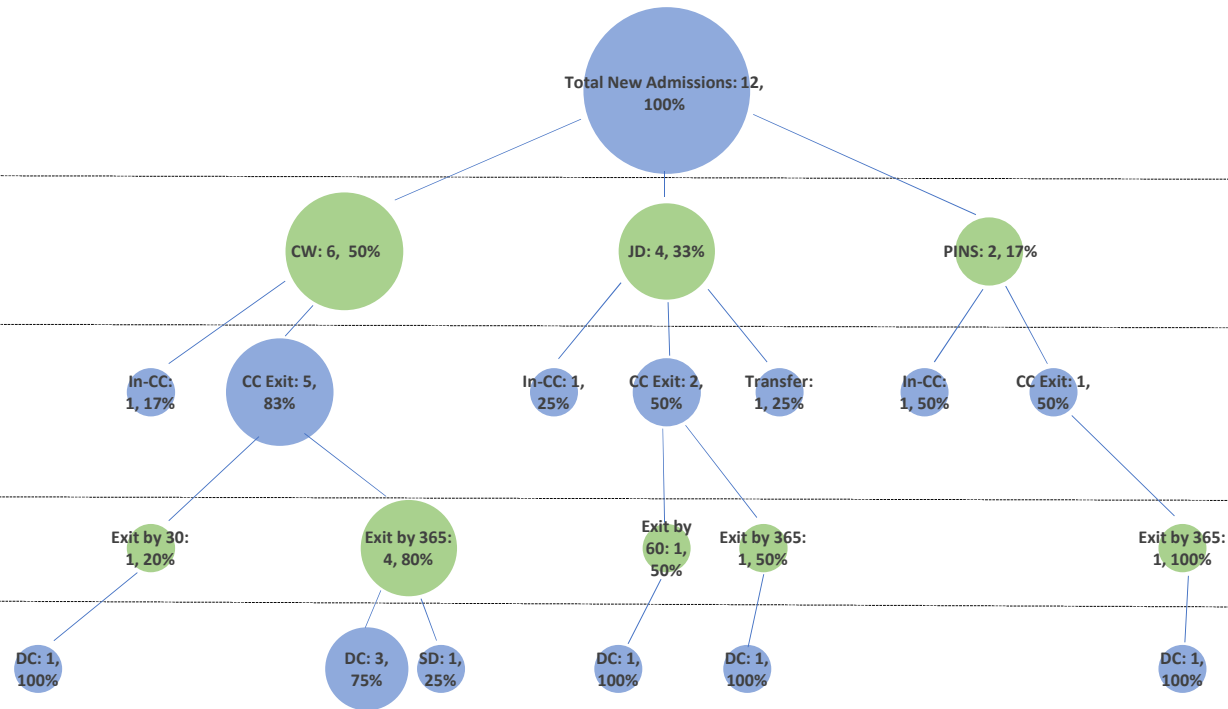 Total New Admissions: 12,
100%
CW: 6,  50%
JD: 4, 33%
PINS: 2, 17%
In-CC:
1, 17%
CC Exit: 5,
83%
In-CC: 1,
25%
CC Exit: 2,
50%
Transfer:
1, 25%
In-CC:
1, 50%
CC Exit: 1,
50%
Exit by 30:
1, 20%
Exit by 365:
4, 80%
Exit by
60: 1,
50%
Exit by 365:
1, 50%
Exit by 365:
1, 100%
DC: 1,
100%
DC: 3,
75%
SD: 1,
25%
DC: 1,
100%
DC: 1,
100%
DC: 1,
100%